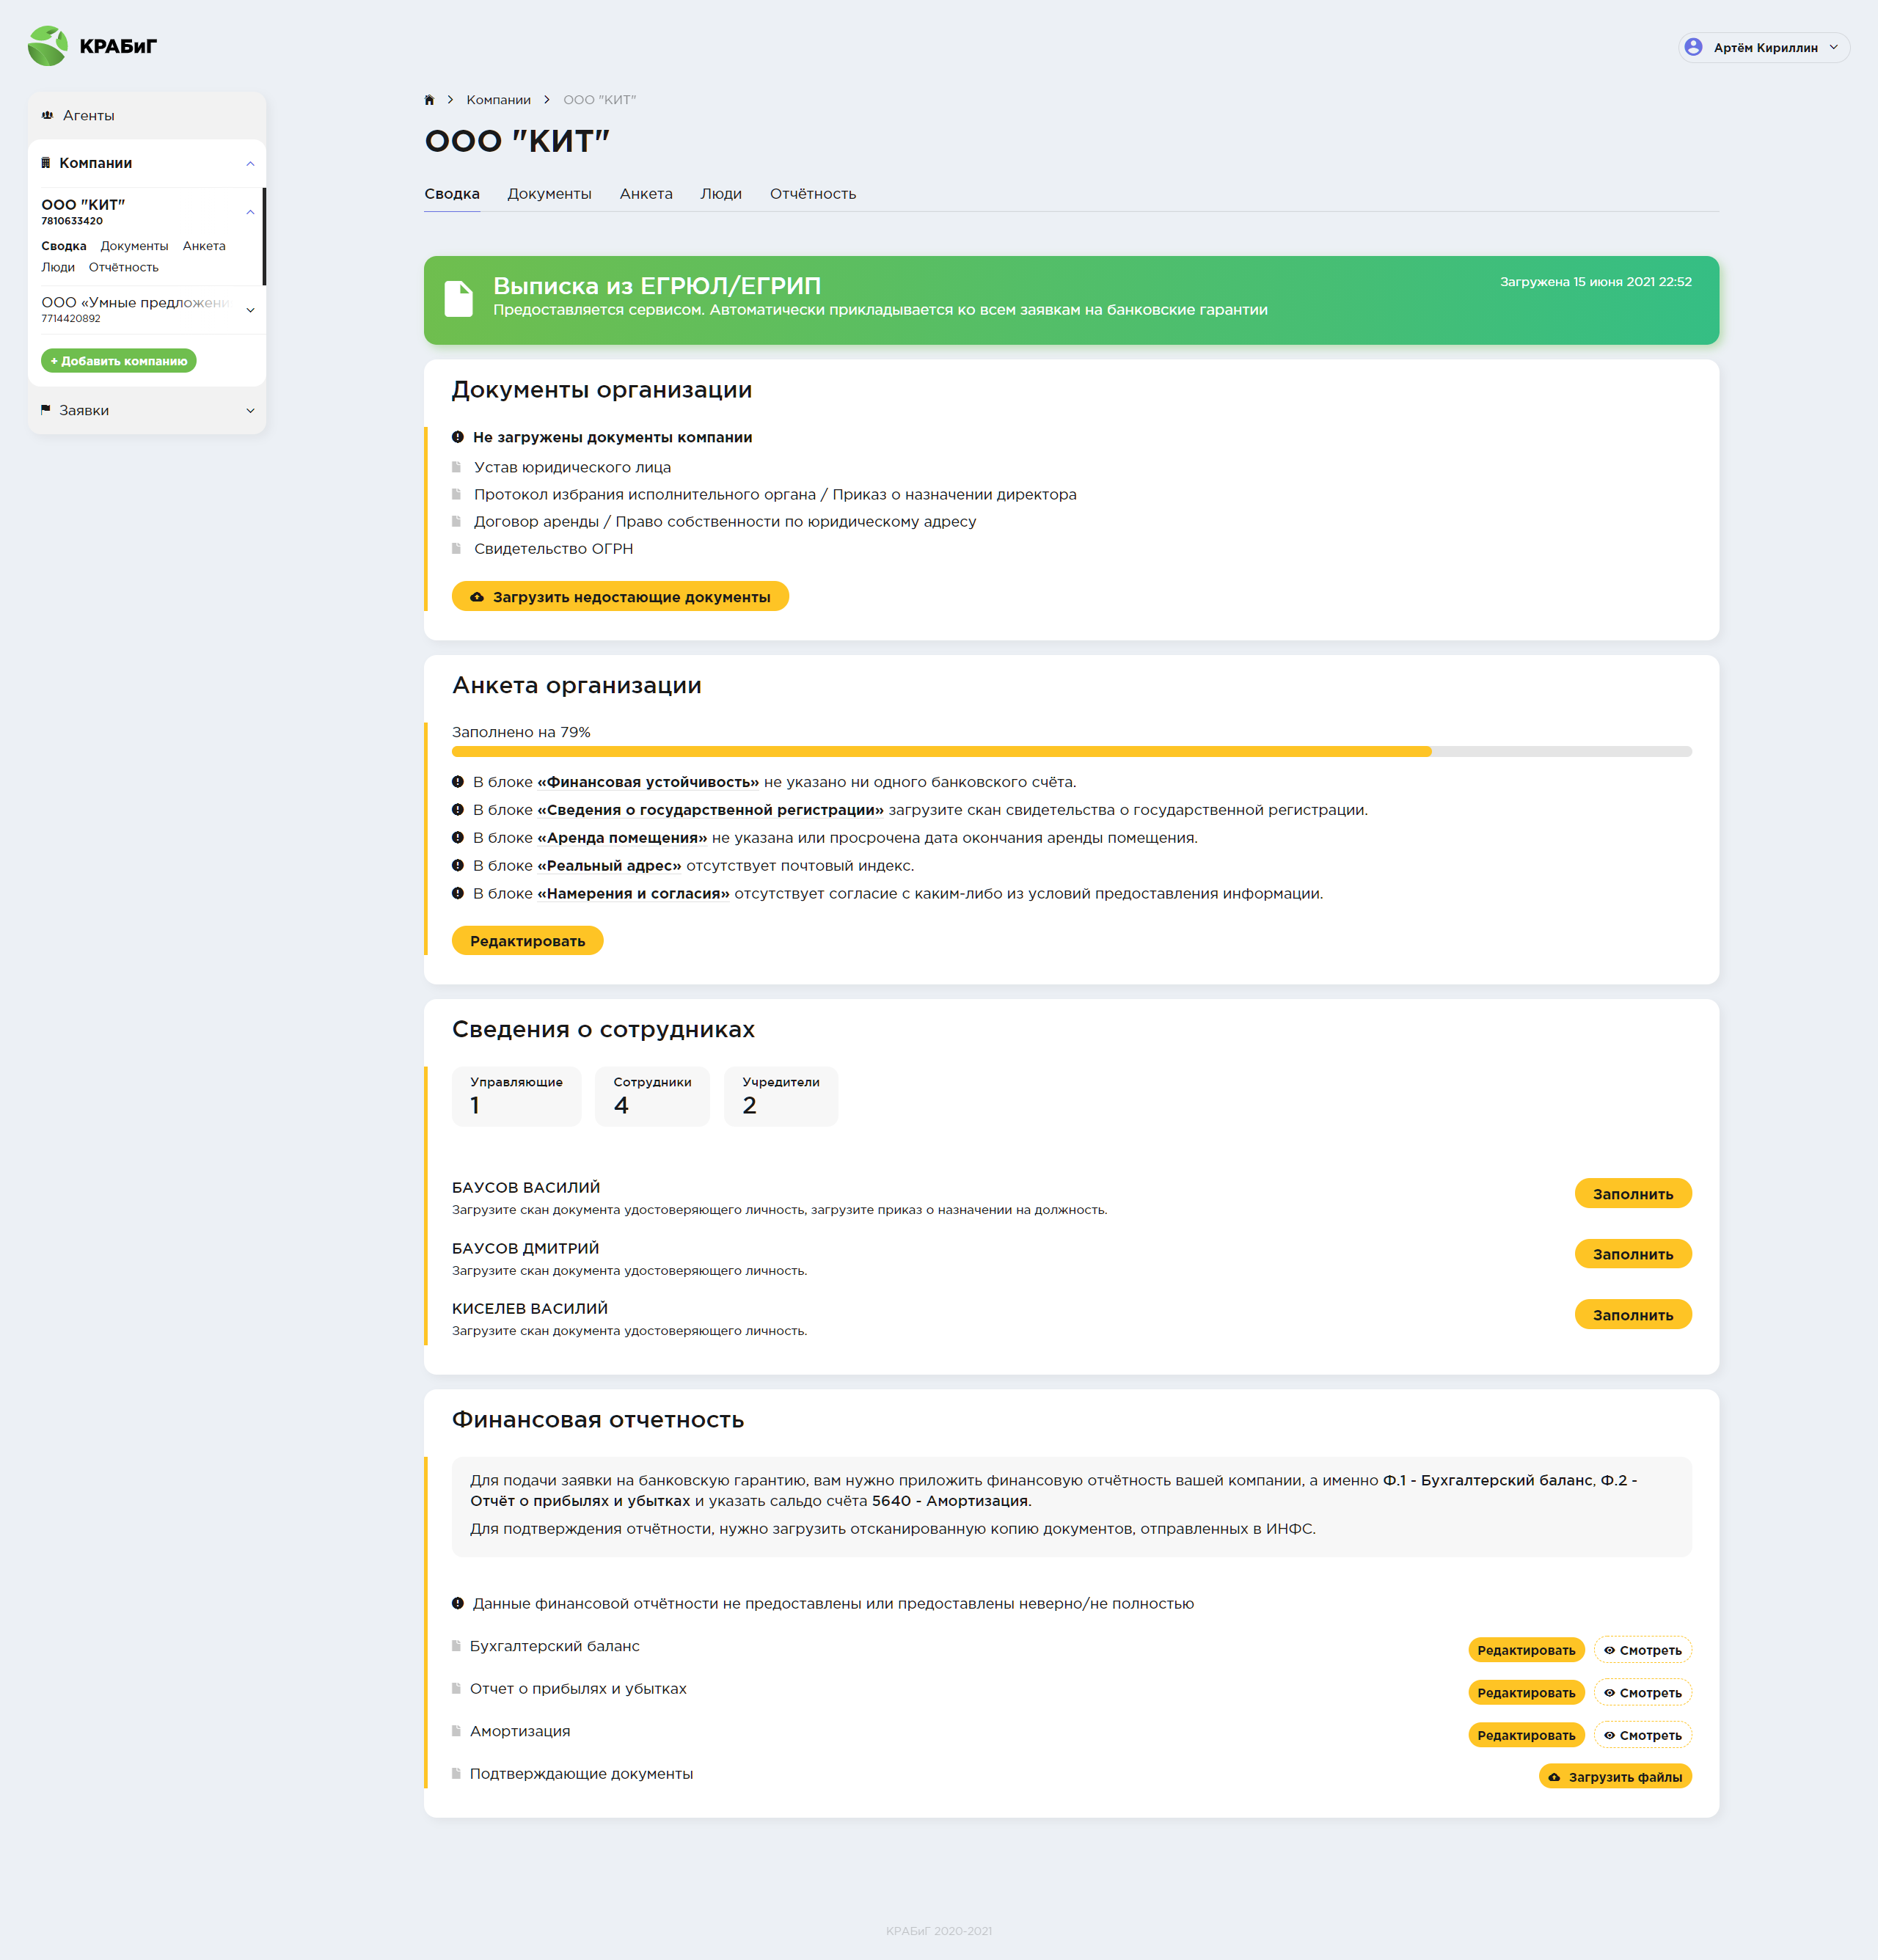 КРАБиГ
Артём Кириллин
Агенты
Компании
ООО "КИТ"
7810633420
Сводка Документы Анкета
Люди Отчётность
ООО «Умные предложени
7714420892
+ Добавить компанию
Заявки
Компании ООО "КИТ"
ООО "КИТ"
Сводка Документы Анкета Люди Отчётность
Выписка из ЕГРЮЛ/ЕГРИП
Загружена 15 июня 2021 22:52
Предоставляется сервисом. Автоматически прикладывается ко всем заявкам на банковские гарантии
Документы организации
Не загружены документы компании
Устав юридического лица
Протокол избрания исполнительного органа / Приказ о назначении директора
Договор аренды / Право собственности по юридическому адресу
Свидетельство ОГРН
Загрузить недостающие документы
Анкета организации
Заполнено на 79%
В блоке «Финансовая устойчивость» не указано ни одного банковского счёта.
В блоке «Сведения о государственной регистрации» загрузите скан свидетельства о государственной регистрации.
В блоке «Аренда помещения» не указана или просрочена дата окончания аренды помещения.
В блоке «Реальный адрес» отсутствует почтовый индекс.
В блоке «Намерения и согласия» отсутствует согласие с каким-либо из условий предоставления информации.
Редактировать
Сведения о сотрудниках
Управляющие Сотрудники Учредители
1 4 2
БАУСОВ ВАСИЛИЙ
Загрузите скан документа удостоверяющего личность, загрузите приказ о назначении на должность.
Заполнить
БАУСОВ ДМИТРИЙ
Загрузите скан документа удостоверяющего личность.
Заполнить
КИСЕЛЕВ ВАСИЛИЙ
Загрузите скан документа удостоверяющего личность.
Заполнить
Финансовая отчетность
Для подачи заявки на банковскую гарантию, вам нужно приложить финансовую отчётность вашей компании, а именно Ф.1 - Бухгалтерский баланс, Ф.2 -
Отчёт о прибылях и убытках и указать сальдо счёта 5640 - Амортизация.
Для подтверждения отчётности, нужно загрузить отсканированную копию документов, отправленных в ИНФС.
Данные финансовой отчётности не предоставлены или предоставлены неверно/не полностью
Бухгалтерский баланс Редактировать Смотреть
Отчет о прибылях и убытках Редактировать Смотреть
Амортизация Редактировать Смотреть
Подтверждающие документы Загрузить файлы
КРАБиГ 2020-2021